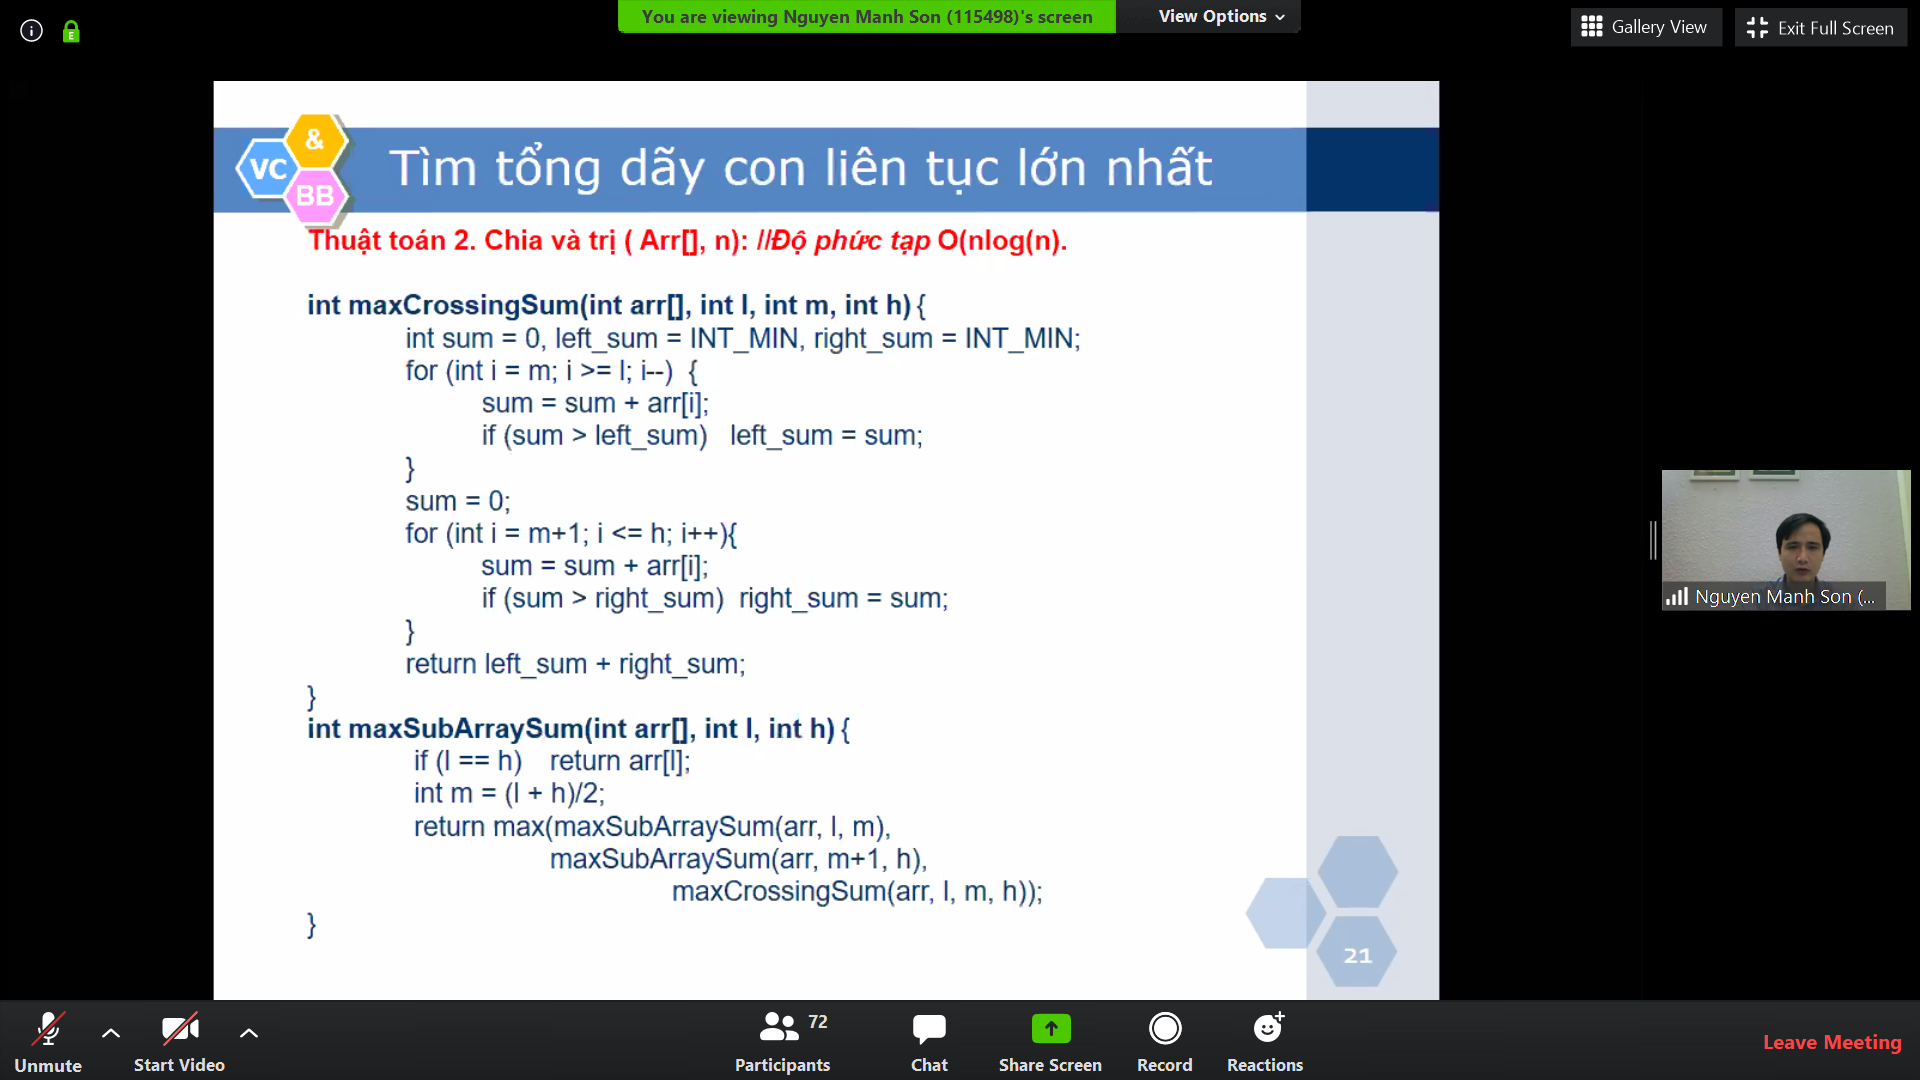 You are viewing Nguyen Manh Son (115498)'s screen
View Options
Gallery View
Exit Full Screen
E
&
VC
BB
Tìm tổng dãy con liên tục lớn nhất
Thuật toán 2. Chia và trị ( Arr[], n): //Độ phức tạp O(nlog(n).
int maxCrossingSum(int arr[], int l, int m, int h) {
int sum = 0, left_sum = INT_MIN, right_sum = INT_MIN;
for (int i = m; i >= l; i--) {
sum = sum + arr[i];
if (sum > left_sum) left_sum = sum;
}
sum = 0;
for (int i = m+1; i <= h; i++){
sum = sum + arr[i];
if (sum > right_sum) right_sum = sum;
}
return left_sum + right_sum;
}
int maxSubArraySum(int arr[], int l, int h) {
if (l == h) return arr[l];
int m = (l + h)/2;
return max(maxSubArraySum(arr, l, m),
maxSubArraySum(arr, m+1, h),
maxCrossingSum(arr, l, m, h));
}
21
Nguyen Manh Son (...
Unmute
Start Video
Participants
72
Chat
Share Screen
Record
Reactions
Leave Meeting